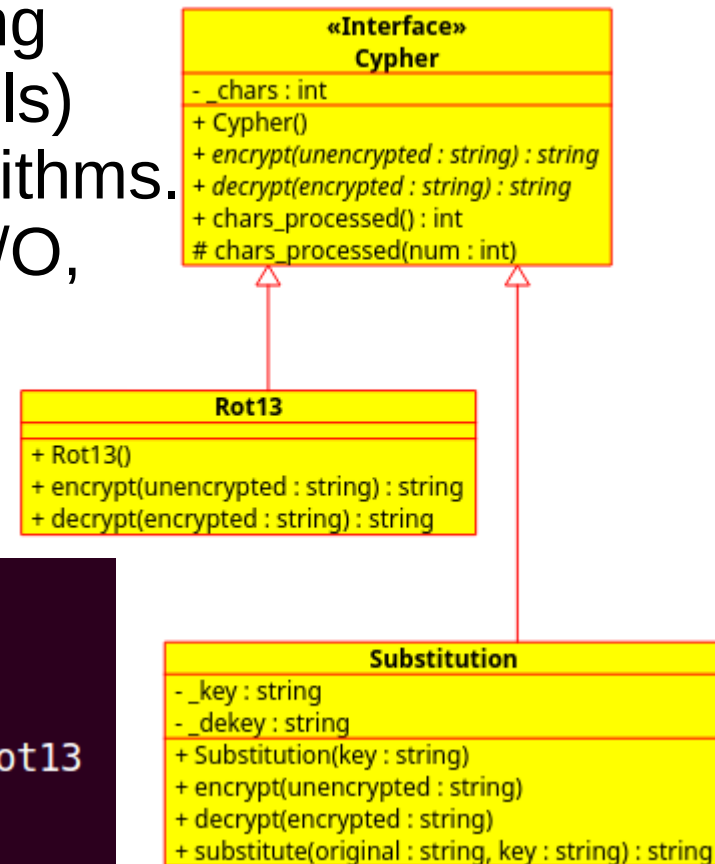 ng
ls)
ithms.
/O,
«Interface»
Cypher
- _chars : int
+ Cypher()
+ encrypt(unencrypted : string) : string
+ decrypt(encrypted : string) : string
+ chars_processed() : int
# chars_processed(num : int)
Rot13
+ Rot13()
+ encrypt(unencrypted : string) : string
+ decrypt(encrypted : string) : string
ot13
Substitution
- _key : string
- _dekey : string
+ Substitution(key : string)
+ encrypt(unencrypted : string)
+ decrypt(encrypted : string)
+ substitute(original : string, key : string) : string